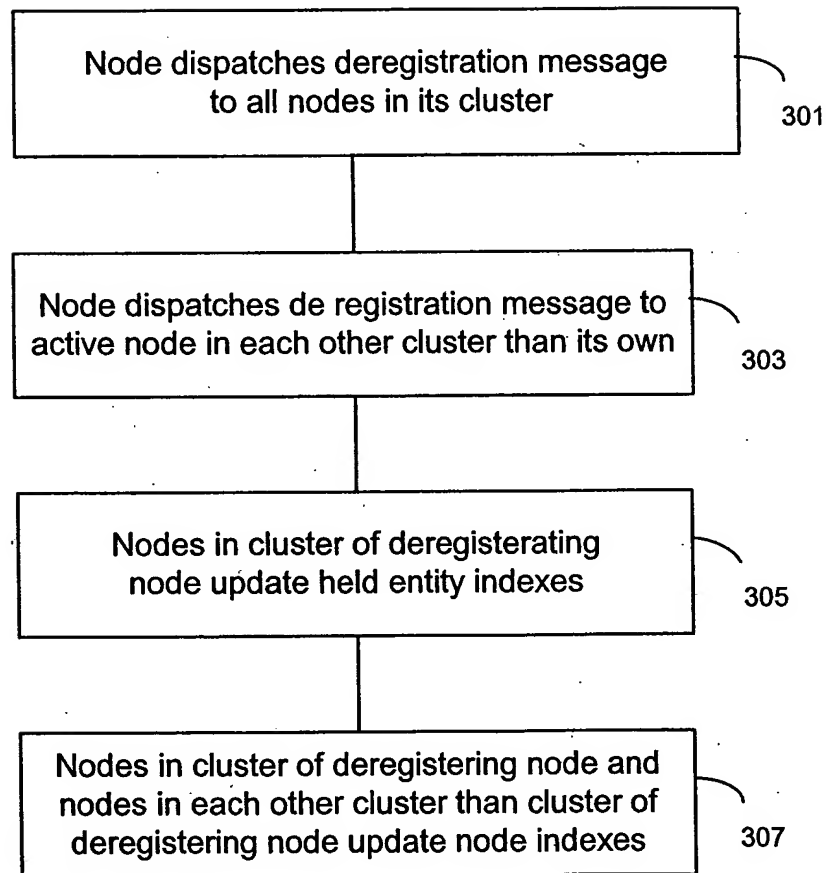 Node dispatches deregistration message
to all nodes in its cluster
301
Node dispatches de registration message to
active node in each other cluster than its own
303
Nodes in cluster of deregisterating
node update held entity indexes
305
Nodes in cluster of deregistering node and
nodes in each other cluster than cluster of
deregistering node update node indexes
307